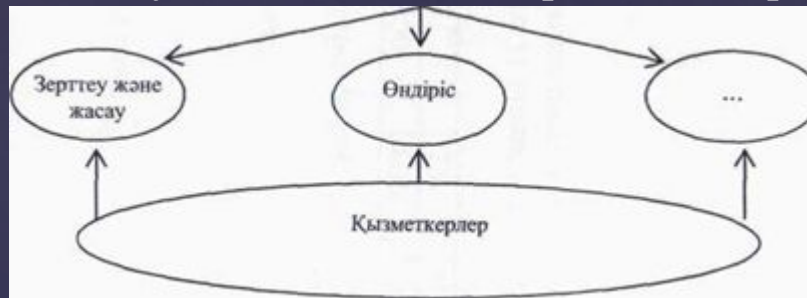 Зерттеу және
жасау
Өндіріс
...
Қызметкерлер